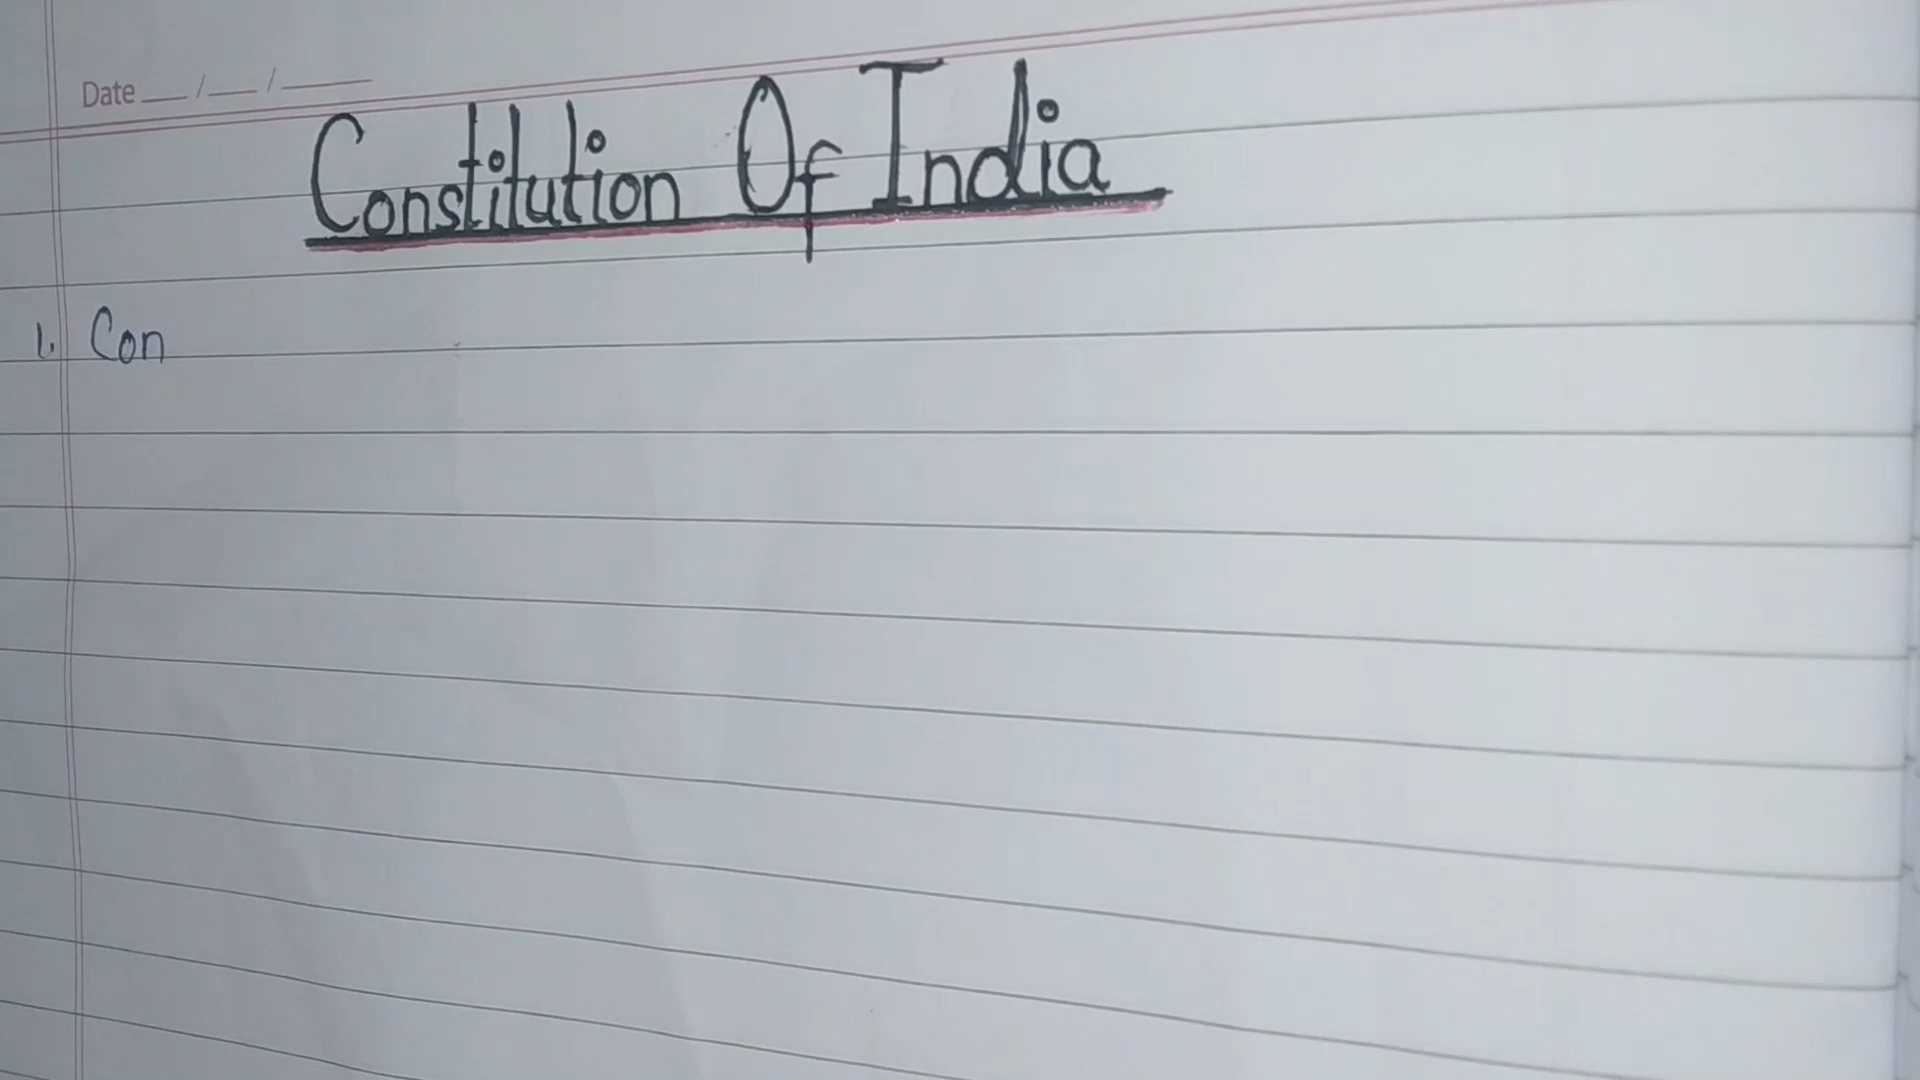 Date __ /__ /____
Constitution Of India
1. Con